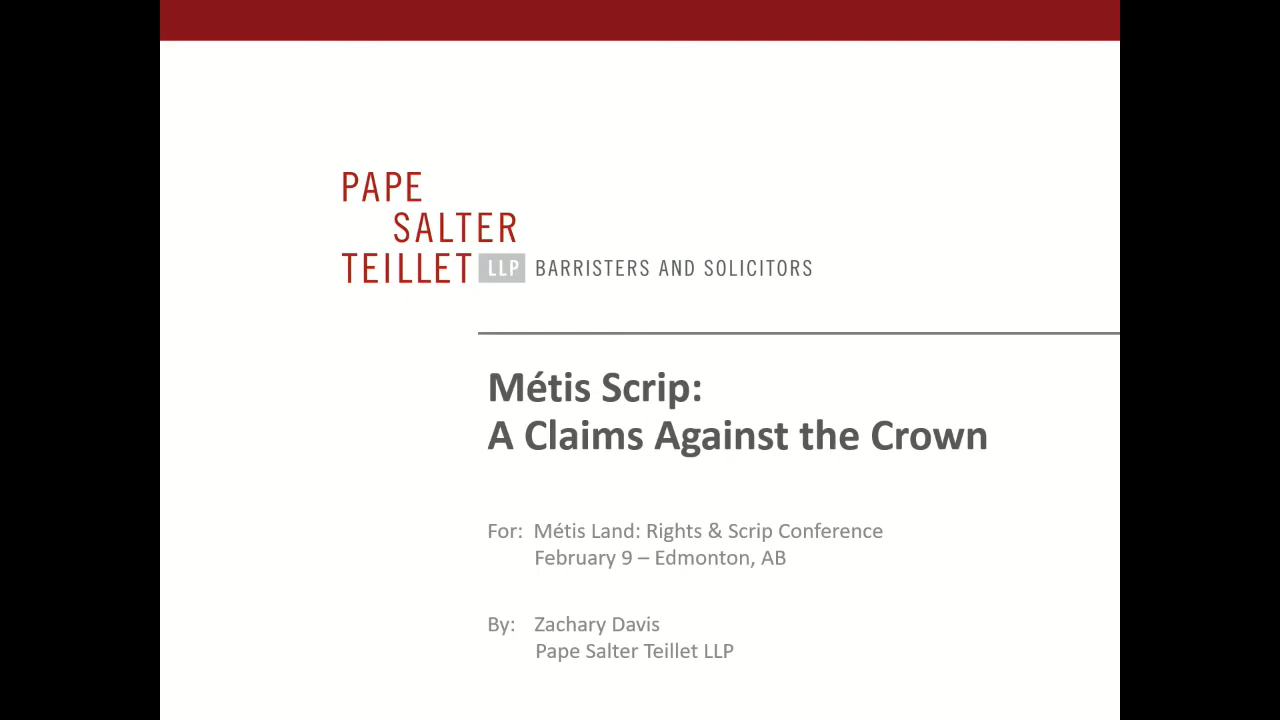 PAPE
SALTER
TEILLET LLP BARRISTERS AND SOLICITORS
Métis Scrip:
A Claims Against the Crown
For: Métis Land: Rights & Scrip Conference
February 9 – Edmonton, AB
By: Zachary Davis
Pape Salter Teillet LLP